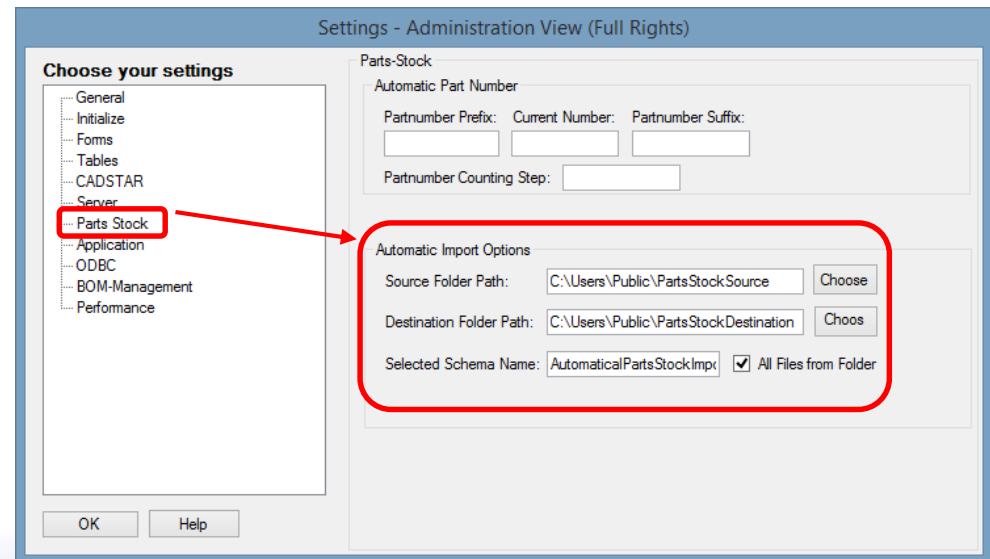 Settings - Administration View (Full Rights)
Choose your settings
General
Initialize
Forms
Tables
CADSTAR
Server
Parts Stock
Application
ODBC
BOM-Management
Performance
OK Help
Parts-Stock
Automatic Part Number
Partnumber Prefix: Current Number: Partnumber Suffix:
Partnumber Counting Step:
Automatic Import Options
Source Folder Path: C:\Users\Public\PartsStockSource Choose
Destination Folder Path: C:\Users\Public\PartsStockDestination Choos
Selected Schema Name: AutomaticalPartsStockImp All Files from Folder